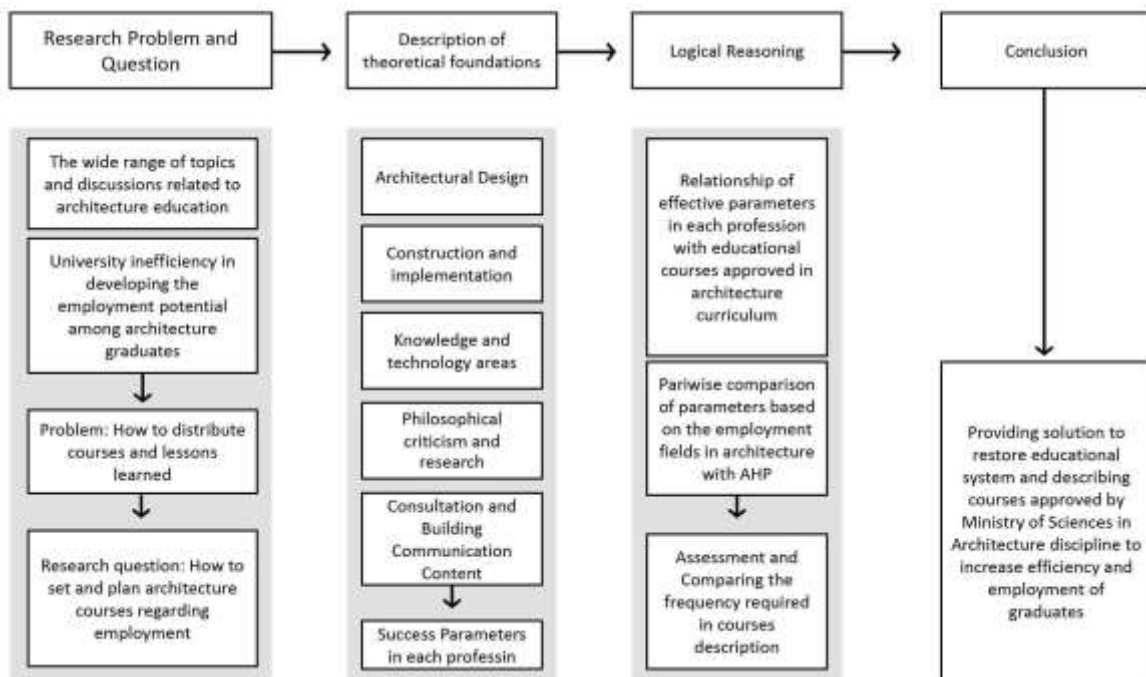 Research Problem and
Question
Description of
theoretical foundations
Logical Reasoning
Conclusion
The wide range of topics
and discussions related to
architecture education
University inefficiency in
developing the
employment potential
among architecture
graduates
Problem: How to distribute
courses and lessons
learned
Research question: How to
set and plan architecture
courses regarding
employment
Architectural Design
Construction and
implementation
Knowledge and
technology areas
Philosophical
criticism and
research
Consultation and
Building
Communication
Content
Success Parameters
in each professin
Relationship of
effective parameters
in each profession
with educational
courses approved in
architecture
curriculum
Pariwise comparison
of parameters based
on the employment
fields in architecture
with AHP
Assessment and
Comparing the
frequency required
in courses
description
Providing solution to
restore educational
system and describing
courses approved by
Ministry of Sciences in
Architecture discipline to
increase efficiency and
employment of
graduates